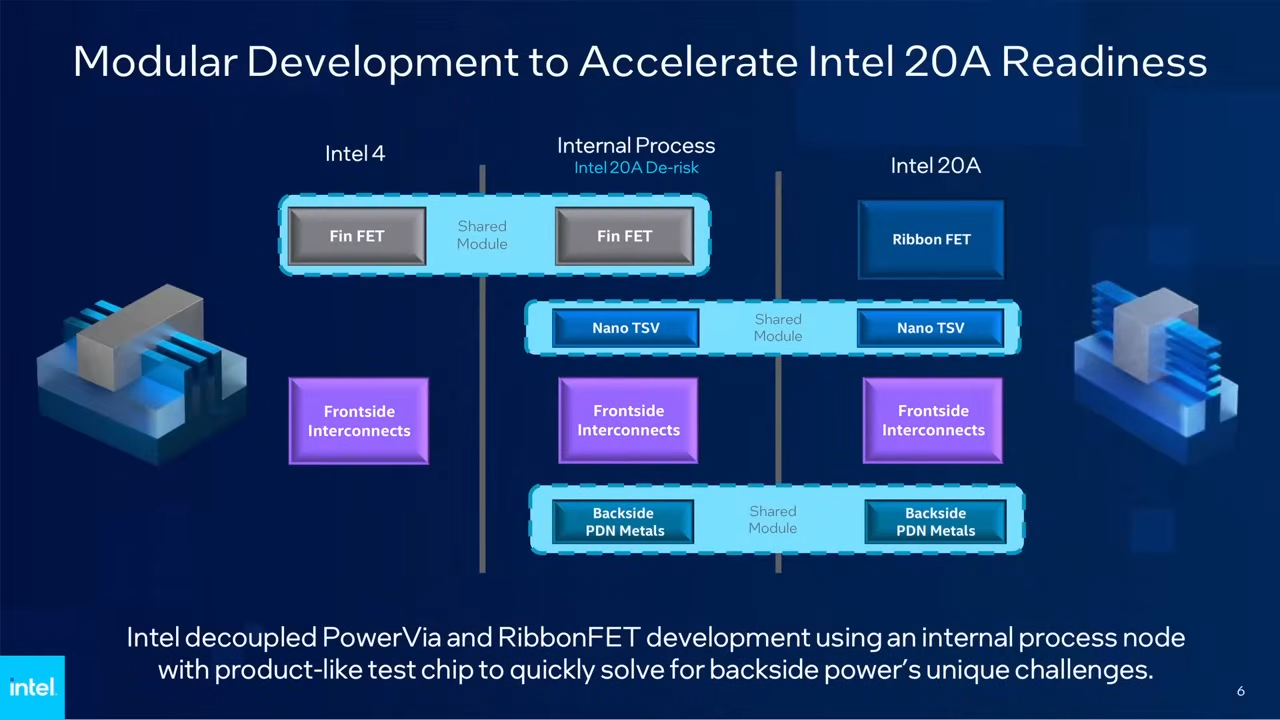 Modular Development to Accelerate Intel 20A Readiness
Intel 4
Internal Process
Intel 20A De-risk
Intel 20A
Fin FET
Shared
Module
Fin FET
Ribbon FET
Nano TSV
Shared
Module
Nano TSV
Frontside
Interconnects
Frontside
Interconnects
Frontside
Interconnects
Backside
PDN Metals
Shared
Module
Backside
PDN Metals
Intel decoupled PowerVia and RibbonFET development using an internal process node
with product-like test chip to quickly solve for backside power’s unique challenges.
intel.
6